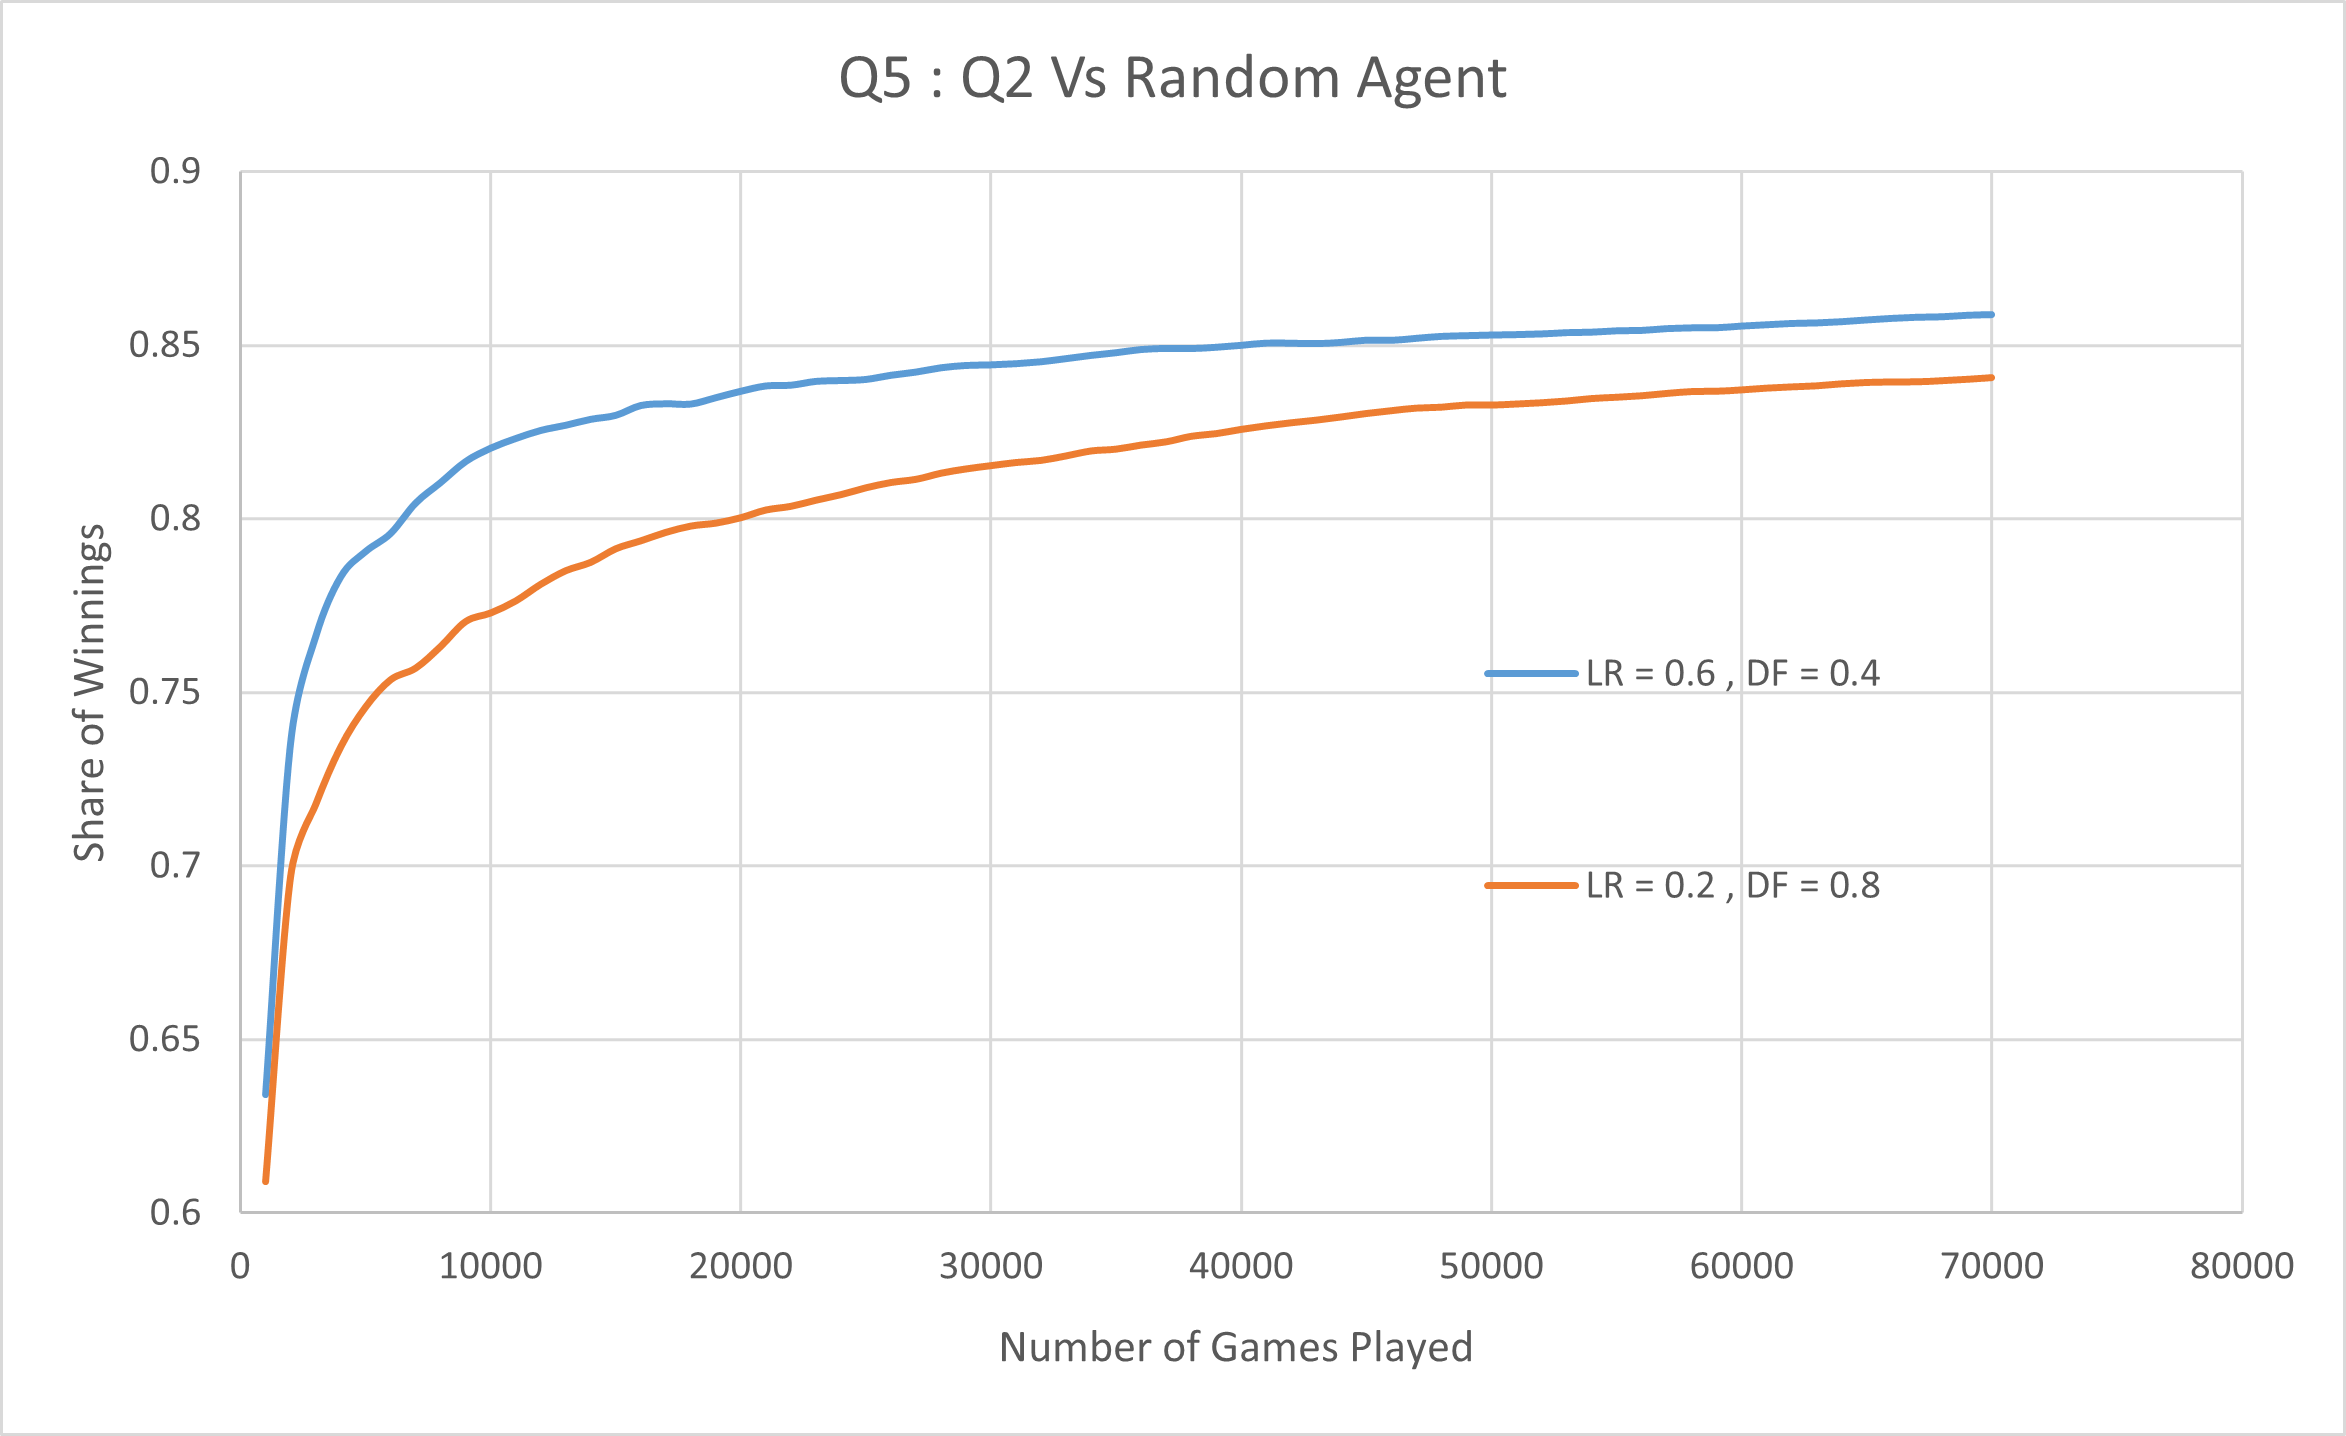 Q5 : Q2 Vs Random Agent
0.9
0.85
0.8
0.75
0.7
0.65
0.6
Share of Winnings
LR = 0.6 , DF = 0.4
LR = 0.2 , DF = 0.8
0 10000 20000 30000 40000 50000 60000 70000 80000
Number of Games Played